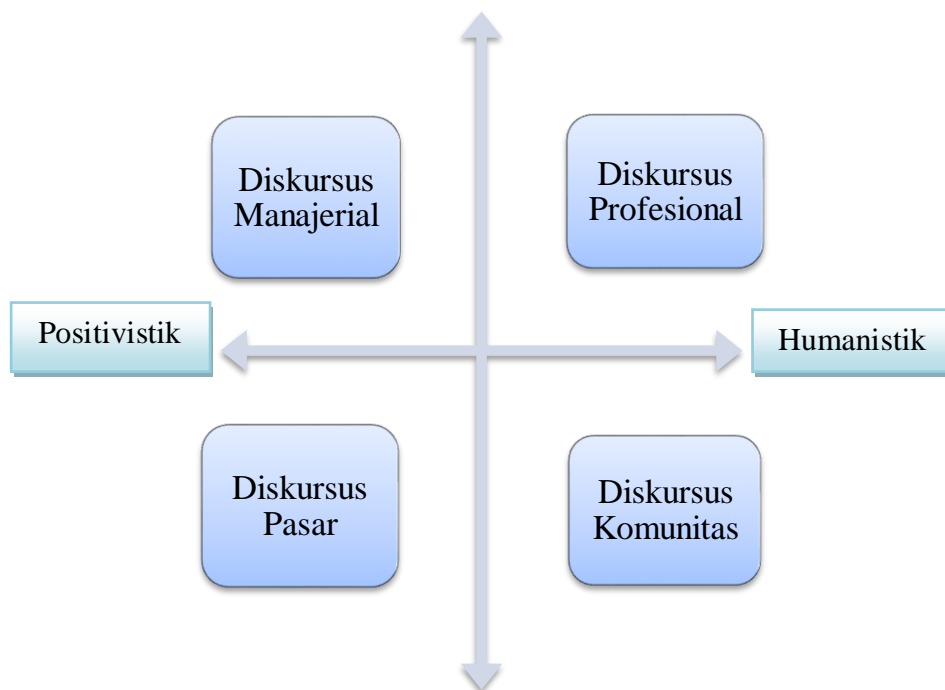 Diskursus
Manajerial
Diskursus
Profesional
Positivistik
Humanistik
Diskursus
Pasar
Diskursus
Komunitas